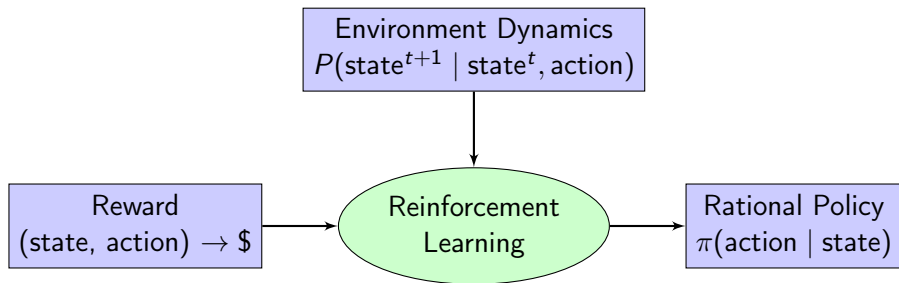 Environment Dynamics
P(state^{t+1} | state^t, action)
Reward
(state, action) → $
Reinforcement
Learning
Rational Policy
π(action | state)